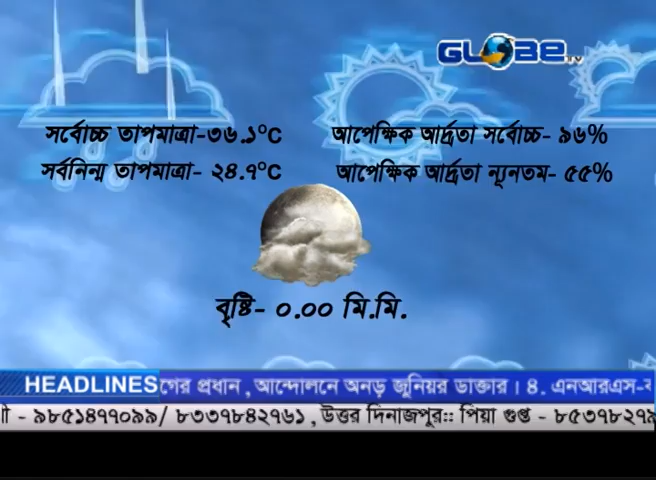 GLOBE TV
সর্বোচ্চ তাপমাত্রা-৩৬.১°C
আপেক্ষিক আর্দ্রতা সর্বোচ্চ- ৯৬%
সর্বনিন্ম তাপমাত্রা- ২৪.৭°C
আপেক্ষিক আর্দ্রতা ন্যূনতম- ৫৫%
বৃষ্টি- ০.০০ মি.মি.
HEADLINES গের প্রধান , আন্দোলনে অনড় জুনিয়র ডাক্তার । ৪. এনআরএস-ব
ী - ৯৮৫১৪৭৭০৯৯/ ৮৩৩৭৮৪২৭৬১ , উত্তর দিনাজপুর:: পিয়া গুপ্ত - ৮৫৩৭৮২৭৯